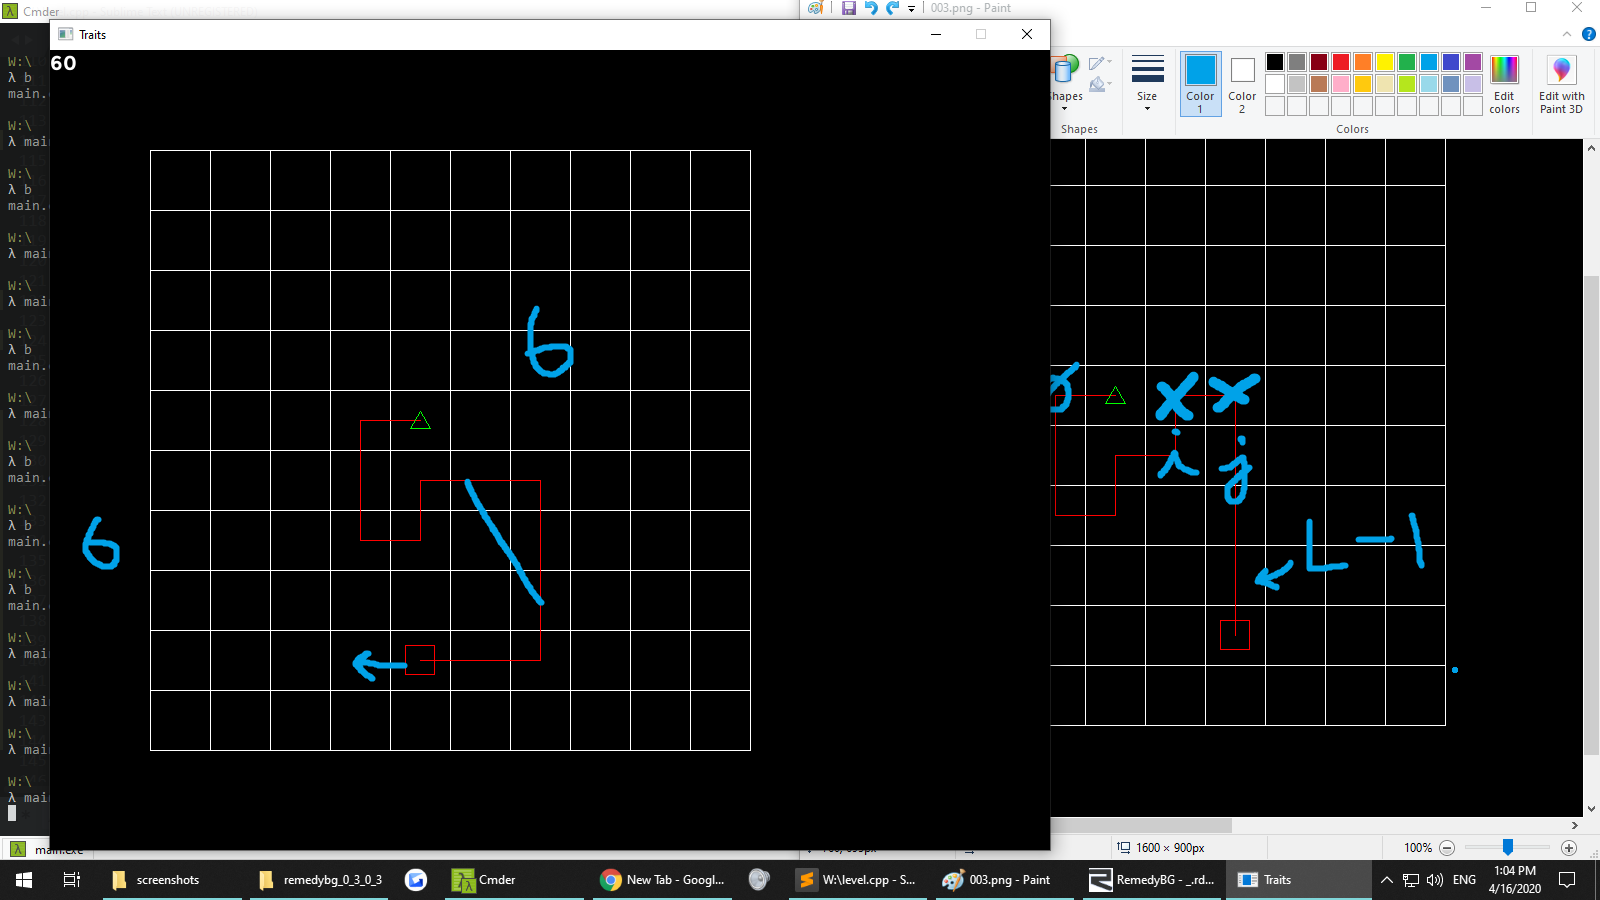 Cmder
003.png - Paint
Traits
60
W:\
λ b
main.
W:\
λ mai
W:\
λ b
main.
W:\
λ mai
W:\
λ mai
W:\
λ b
main.
W:\
λ mai
W:\
λ b
main.
W:\
λ b
main.
W:\
λ b
main.
W:\
λ mai
W:\
λ mai
W:\
λ mai
W:\
λ mai
Shapes
Size
Color 1
Color 2
Edit colors
Edit with Paint 3D
Shapes
Colors
6
6
i j
L-1
main.exe
1600 × 900px
100%
screenshots
remedybg_0_3_0_3
Cmder
New Tab - Googl...
W:\level.cpp - S...
003.png - Paint
RemedyBG - _.rd...
Traits
ENG
1:04 PM
4/16/2020